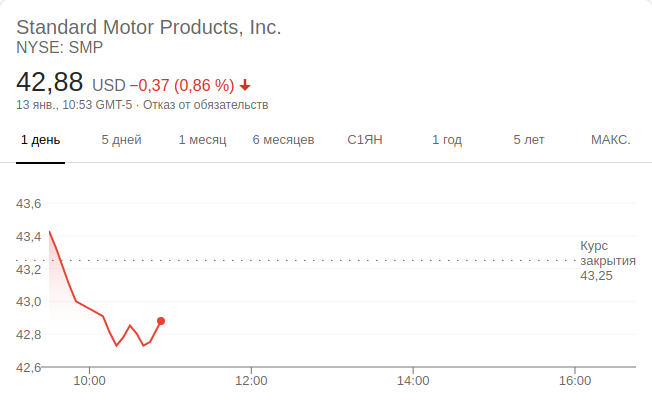 Standard Motor Products, Inc.
NYSE: SMP
42,88 USD −0,37 (0,86 %)
13 янв., 10:53 GMT-5 · Отказ от обязательств
1 день 5 дней 1 месяц 6 месяцев С1ЯН 1 год 5 лет МАКС.
43,6
43,4
Курс
закрытия
43,25
43,2
43,0
42,8
42,6
10:00 12:00 14:00 16:00